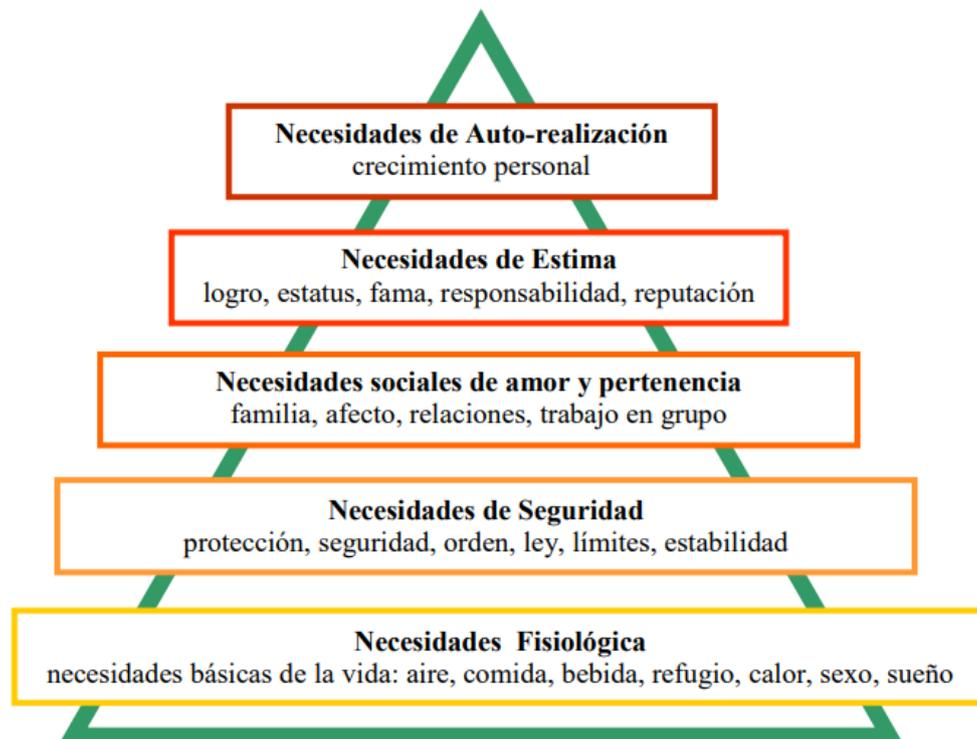 Necesidades de Auto-realización
crecimiento personal
Necesidades de Estima
logro, estatus, fama, responsabilidad, reputación
Necesidades sociales de amor y pertenencia
familia, afecto, relaciones, trabajo en grupo
Necesidades de Seguridad
protección, seguridad, orden, ley, límites, estabilidad
Necesidades Fisiológica
necesidades básicas de la vida: aire, comida, bebida, refugio, calor, sexo, sueño